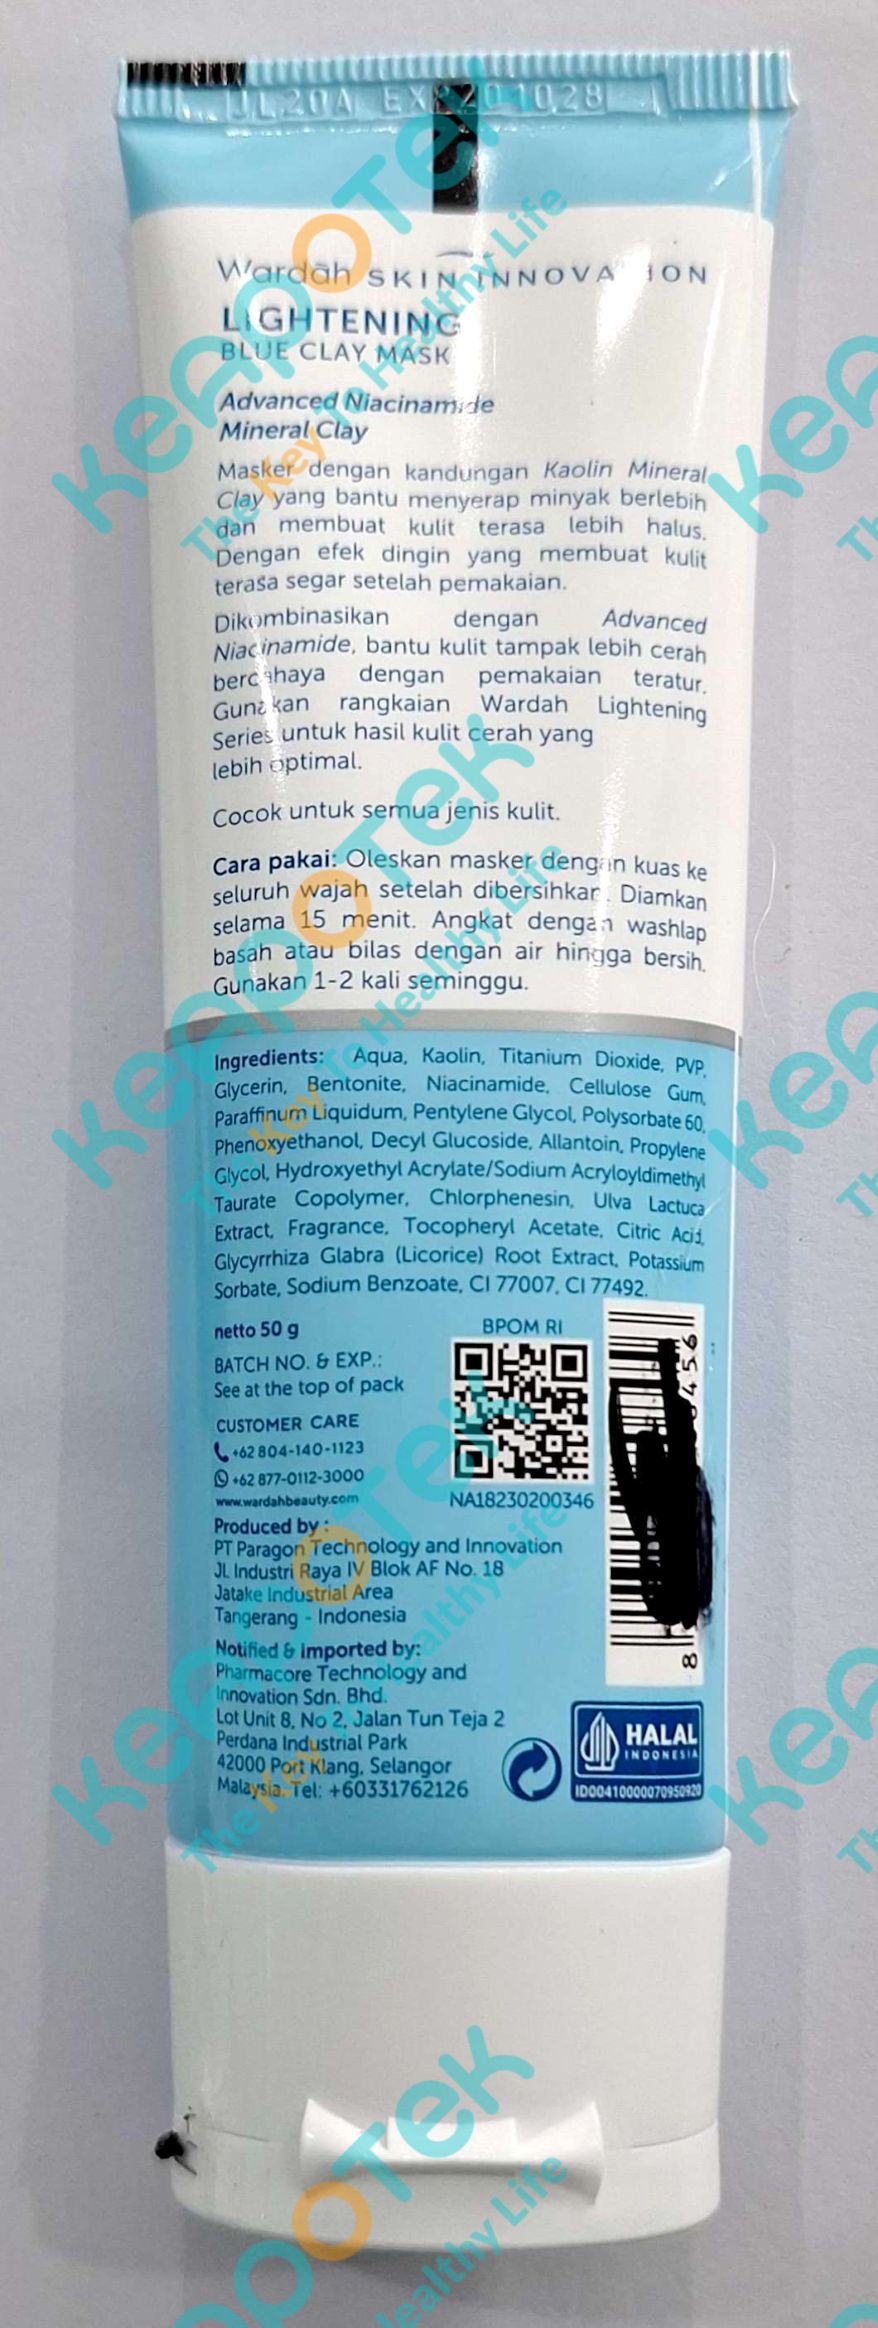 JL20A EXP 201028
Wardah SKIN INNOVATION
LIGHTENING
BLUE CLAY MASK
Advanced Niacinamide
Mineral Clay
Masker dengan kandungan Kaolin Mineral
Clay yang bantu menyerap minyak berlebih
dan membuat kulit terasa lebih halus.
Dengan efek dingin yang membuat kulit
terasa segar setelah pemakaian.
Dikombinasikan dengan Advanced
Niacinamide, bantu kulit tampak lebih cerah
bercahaya dengan pemakaian teratur.
Gunakan rangkaian Wardah Lightening
Series untuk hasil kulit cerah yang
lebih optimal.
Cocok untuk semua jenis kulit.
Cara pakai: Oleskan masker dengan kuas ke
seluruh wajah setelah dibersihkan. Diamkan
selama 15 menit. Angkat dengan washlap
basah atau bilas dengan air hingga bersih.
Gunakan 1-2 kali seminggu.
Ingredients: Aqua, Kaolin, Titanium Dioxide, PVP,
Glycerin, Bentonite, Niacinamide, Cellulose Gum,
Paraffinum Liquidum, Pentylene Glycol, Polysorbate 60,
Phenoxyethanol, Decyl Glucoside, Allantoin, Propylene
Glycol, Hydroxyethyl Acrylate/Sodium Acryloyldimethyl
Taurate Copolymer, Chlorphenesin, Ulva Lactuca
Extract, Fragrance, Tocopheryl Acetate, Citric Acid,
Glycyrrhiza Glabra (Licorice) Root Extract, Potassium
Sorbate, Sodium Benzoate, CI 77007, CI 77492.
netto 50 g
BATCH NO. & EXP.:
See at the top of pack
CUSTOMER CARE
+62 804-140-1123
+62 877-0112-3000
www.wardahbeauty.com
BPOM RI
NA18230200346
Produced by :
PT Paragon Technology and Innovation
JL Industri Raya IV Blok AF No. 18
Jatake Industrial Area
Tangerang - Indonesia
Notified & Imported by:
Pharmacore Technology and
Innovation Sdn. Bhd.
Lot Unit 8, No 2, Jalan Tun Teja 2
Perdana Industrial Park
42000 Port Klang, Selangor
Malaysia. Tel: +60331762126
HALAL
INDONESIA
ID00410000070950920
KeApoTeK
The Key To Healthy Life